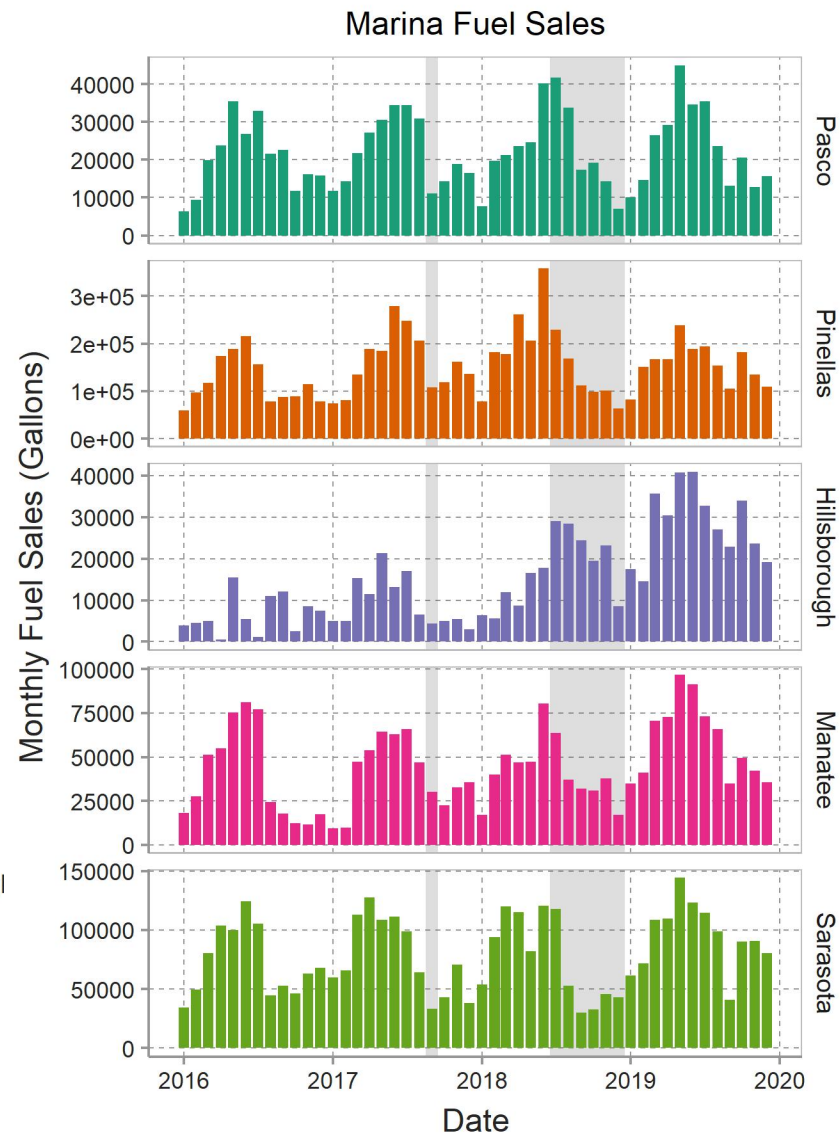 Marina Fuel Sales
40000
30000
20000
10000
0
Pasco
3e+05
2e+05
1e+05
0e+00
Pinellas
40000
30000
20000
10000
0
Hillsborough
100000
75000
50000
25000
0
Manatee
150000
100000
50000
0
Sarasota
Monthly Fuel Sales (Gallons)
2016 2017 2018 2019 2020
Date